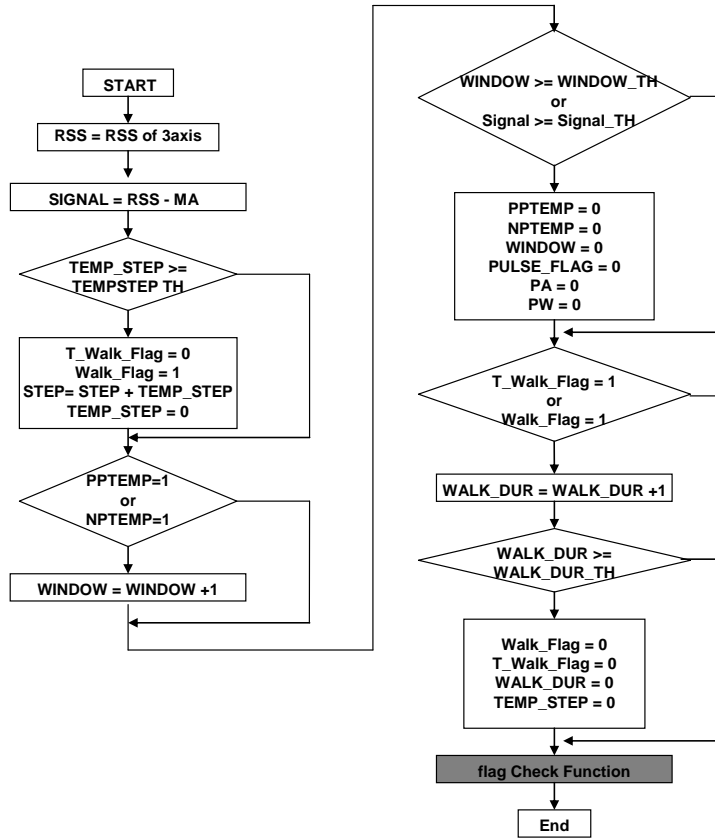 START
RSS = RSS of 3axis
SIGNAL = RSS - MA
TEMP_STEP >=
TEMPSTEP TH
T_Walk_Flag = 0
Walk_Flag = 1
STEP= STEP + TEMP_STEP
TEMP_STEP = 0
PPTEMP=1
or
NPTEMP=1
WINDOW = WINDOW +1
WINDOW >= WINDOW_TH
or
Signal >= Signal_TH
PPTEMP = 0
NPTEMP = 0
WINDOW = 0
PULSE_FLAG = 0
PA = 0
PW = 0
T_Walk_Flag = 1
or
Walk_Flag = 1
WALK_DUR = WALK_DUR +1
WALK_DUR >=
WALK_DUR_TH
Walk_Flag = 0
T_Walk_Flag = 0
WALK_DUR = 0
TEMP_STEP = 0
flag Check Function
End